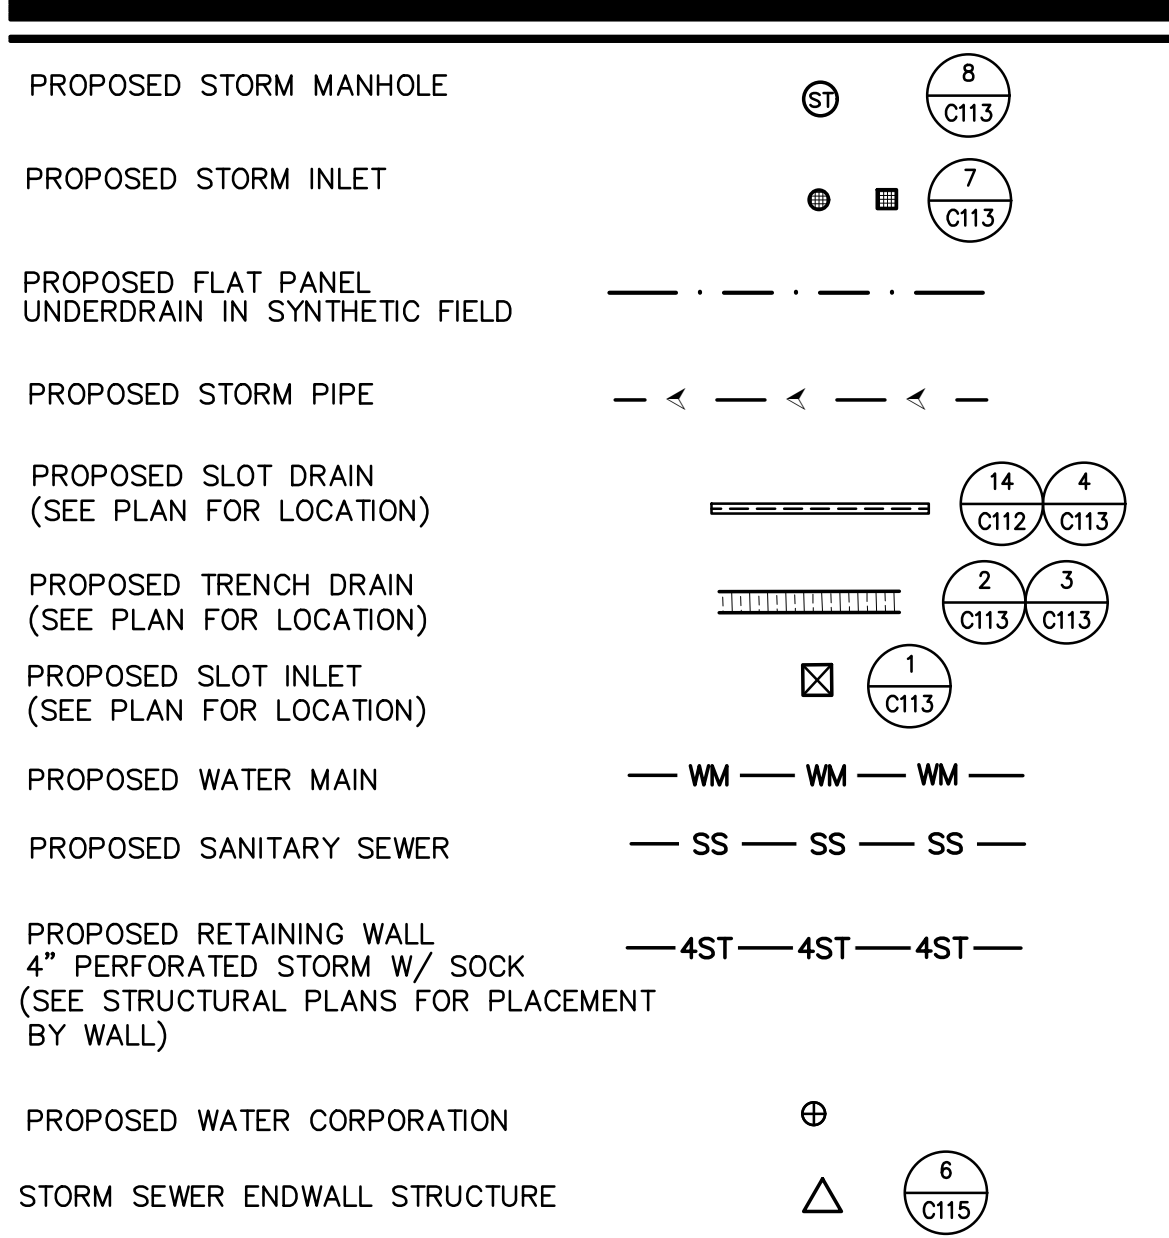 PROPOSED STORM MANHOLE
ST
8
C113
PROPOSED STORM INLET
7
C113
PROPOSED FLAT PANEL
UNDERDRAIN IN SYNTHETIC FIELD
PROPOSED STORM PIPE
PROPOSED SLOT DRAIN
(SEE PLAN FOR LOCATION)
14 4
C112 C113
PROPOSED TRENCH DRAIN
(SEE PLAN FOR LOCATION)
2 3
C113 C113
PROPOSED SLOT INLET
(SEE PLAN FOR LOCATION)
1
C113
PROPOSED WATER MAIN
WM WM WM
PROPOSED SANITARY SEWER
SS SS SS
PROPOSED RETAINING WALL
4" PERFORATED STORM W/ SOCK
(SEE STRUCTURAL PLANS FOR PLACEMENT
BY WALL)
4ST 4ST 4ST
PROPOSED WATER CORPORATION
STORM SEWER ENDWALL STRUCTURE
6
C115